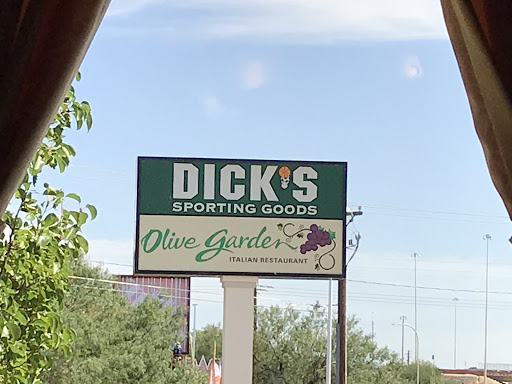 DICK'S
SPORTING GOODS
Olive Garden
ITALIAN RESTAURANT